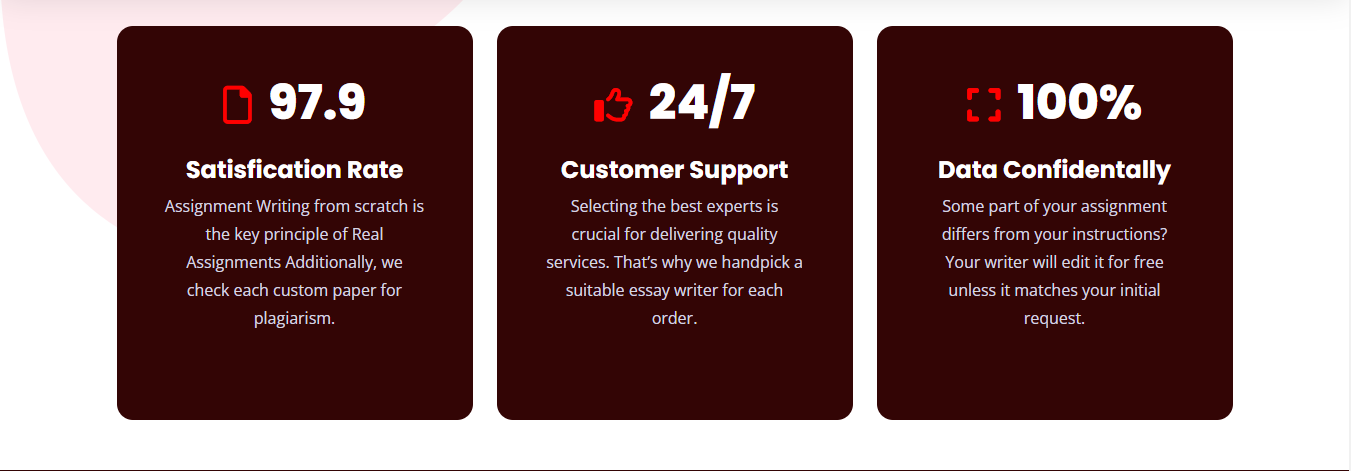 97.9
Satisfication Rate
Assignment Writing from scratch is
the key principle of Real
Assignments Additionally, we
check each custom paper for
plagiarism.
24/7
Customer Support
Selecting the best experts is
crucial for delivering quality
services. That’s why we handpick a
suitable essay writer for each
order.
100%
Data Confidentally
Some part of your assignment
differs from your instructions?
Your writer will edit it for free
unless it matches your initial
request.